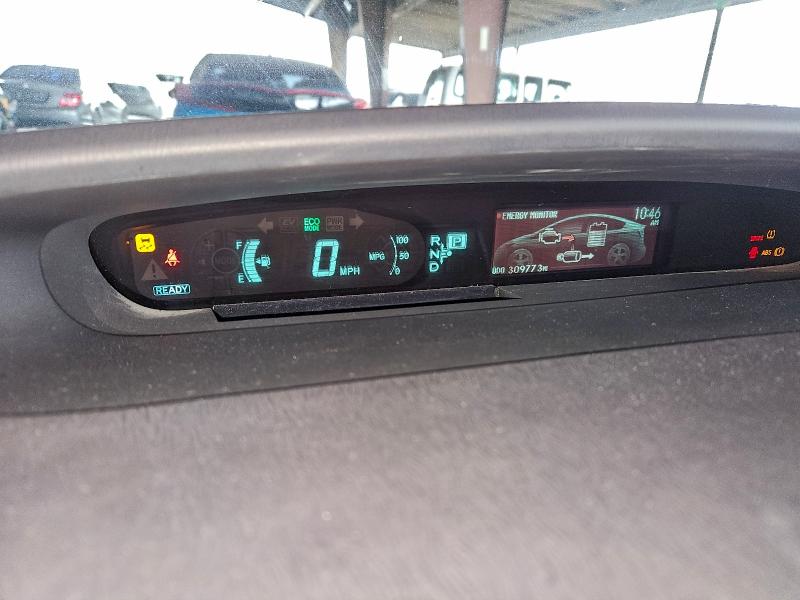 EV
ECO
MODE
PWR
MODE
F
E
0 MPH
MPG
100
50
0
R
N
D
P
READY
ENERGY MONITOR
10:46
AM
ODO 309773MI
ABS